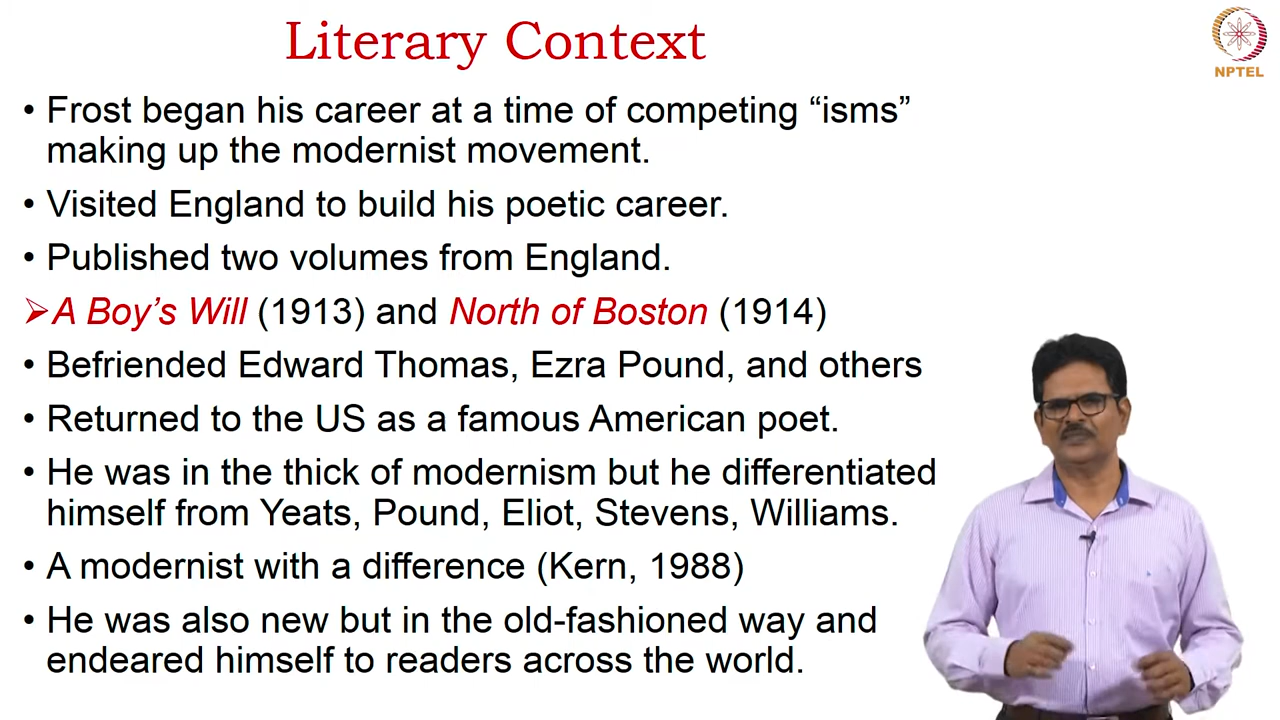 Literary Context
NPTEL
• Frost began his career at a time of competing “isms”
making up the modernist movement.
• Visited England to build his poetic career.
• Published two volumes from England.
➢A Boy’s Will (1913) and North of Boston (1914)
• Befriended Edward Thomas, Ezra Pound, and others
• Returned to the US as a famous American poet.
• He was in the thick of modernism but he differentiated
himself from Yeats, Pound, Eliot, Stevens, Williams.
• A modernist with a difference (Kern, 1988)
• He was also new but in the old-fashioned way and
endeared himself to readers across the world.